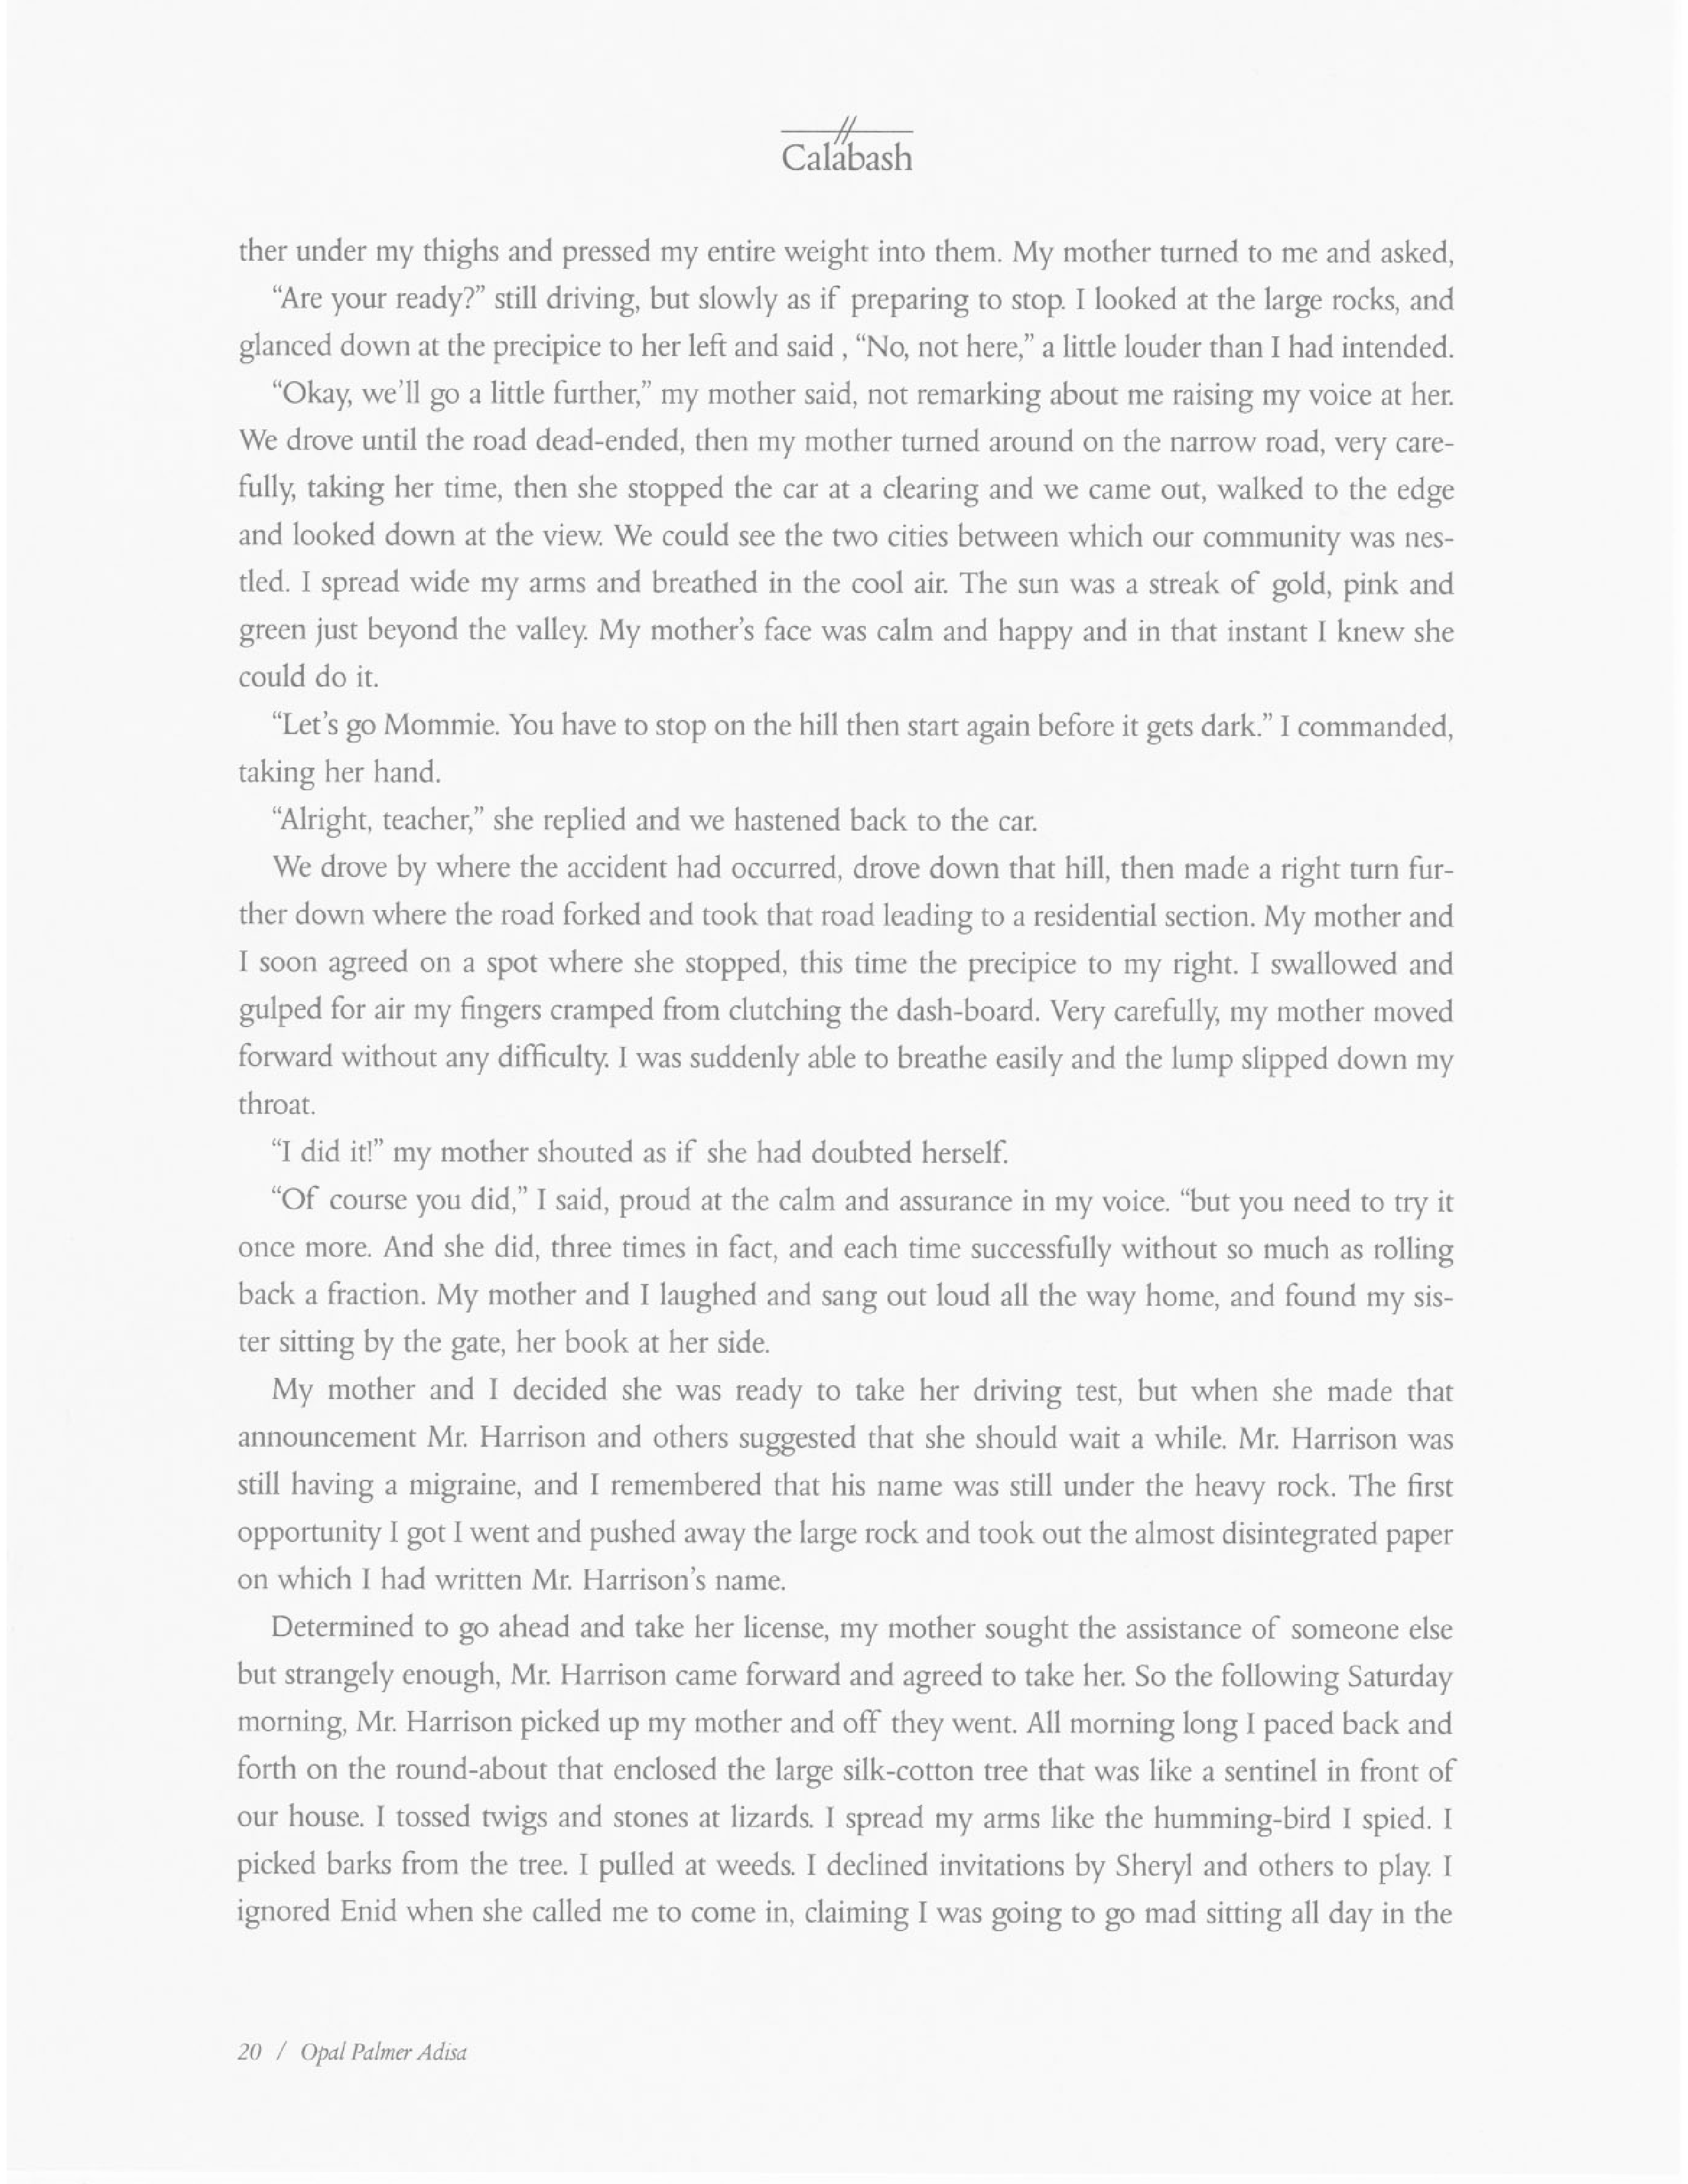 Calabash
ther under my thighs and pressed my entire weight into them. My mother turned to me and asked,
“Are your ready?” still driving, but slowly as if preparing to stop. I looked at the large rocks, and
glanced down at the precipice to her left and said , “No, not here,” a little louder than I had intended.
“Okay, we’ll go a little further,” my mother said, not remarking about me raising my voice at her.
We drove until the road dead-ended, then my mother turned around on the narrow road, very care-
fully, taking her time, then she stopped the car at a clearing and we came out, walked to the edge
and looked down at the view. We could see the two cities between which our community was nes-
tled. I spread wide my arms and breathed in the cool air. The sun was a streak of gold, pink and
green just beyond the valley. My mother’s face was calm and happy and in that instant I knew she
could do it.
“Let’s go Mommie. You have to stop on the hill then start again before it gets dark.” I commanded,
taking her hand.
“Alright, teacher,” she replied and we hastened back to the car.
We drove by where the accident had occurred, drove down that hill, then made a right turn fur-
ther down where the road forked and took that road leading to a residential section. My mother and
I soon agreed on a spot where she stopped, this time the precipice to my right. I swallowed and
gulped for air my fingers cramped from clutching the dash-board. Very carefully, my mother moved
forward without any difficulty. I was suddenly able to breathe easily and the lump slipped down my
throat.
“I did it!” my mother shouted as if she had doubted herself.
“Of course you did,” I said, proud at the calm and assurance in my voice. “but you need to try it
once more. And she did, three times in fact, and each time successfully without so much as rolling
back a fraction. My mother and I laughed and sang out loud all the way home, and found my sis-
ter sitting by the gate, her book at her side.
My mother and I decided she was ready to take her driving test, but when she made that
announcement Mr. Harrison and others suggested that she should wait a while. Mr. Harrison was
still having a migraine, and I remembered that his name was still under the heavy rock. The first
opportunity I got I went and pushed away the large rock and took out the almost disintegrated paper
on which I had written Mr. Harrison’s name.
Determined to go ahead and take her license, my mother sought the assistance of someone else
but strangely enough, Mr. Harrison came forward and agreed to take her. So the following Saturday
morning, Mr. Harrison picked up my mother and off they went. All morning long I paced back and
forth on the round-about that enclosed the large silk-cotton tree that was like a sentinel in front of
our house. I tossed twigs and stones at lizards. I spread my arms like the humming-bird I spied. I
picked barks from the tree. I pulled at weeds. I declined invitations by Sheryl and others to play. I
ignored Enid when she called me to come in, claiming I was going to go mad sitting all day in the
20 / Opal Palmer Adisa